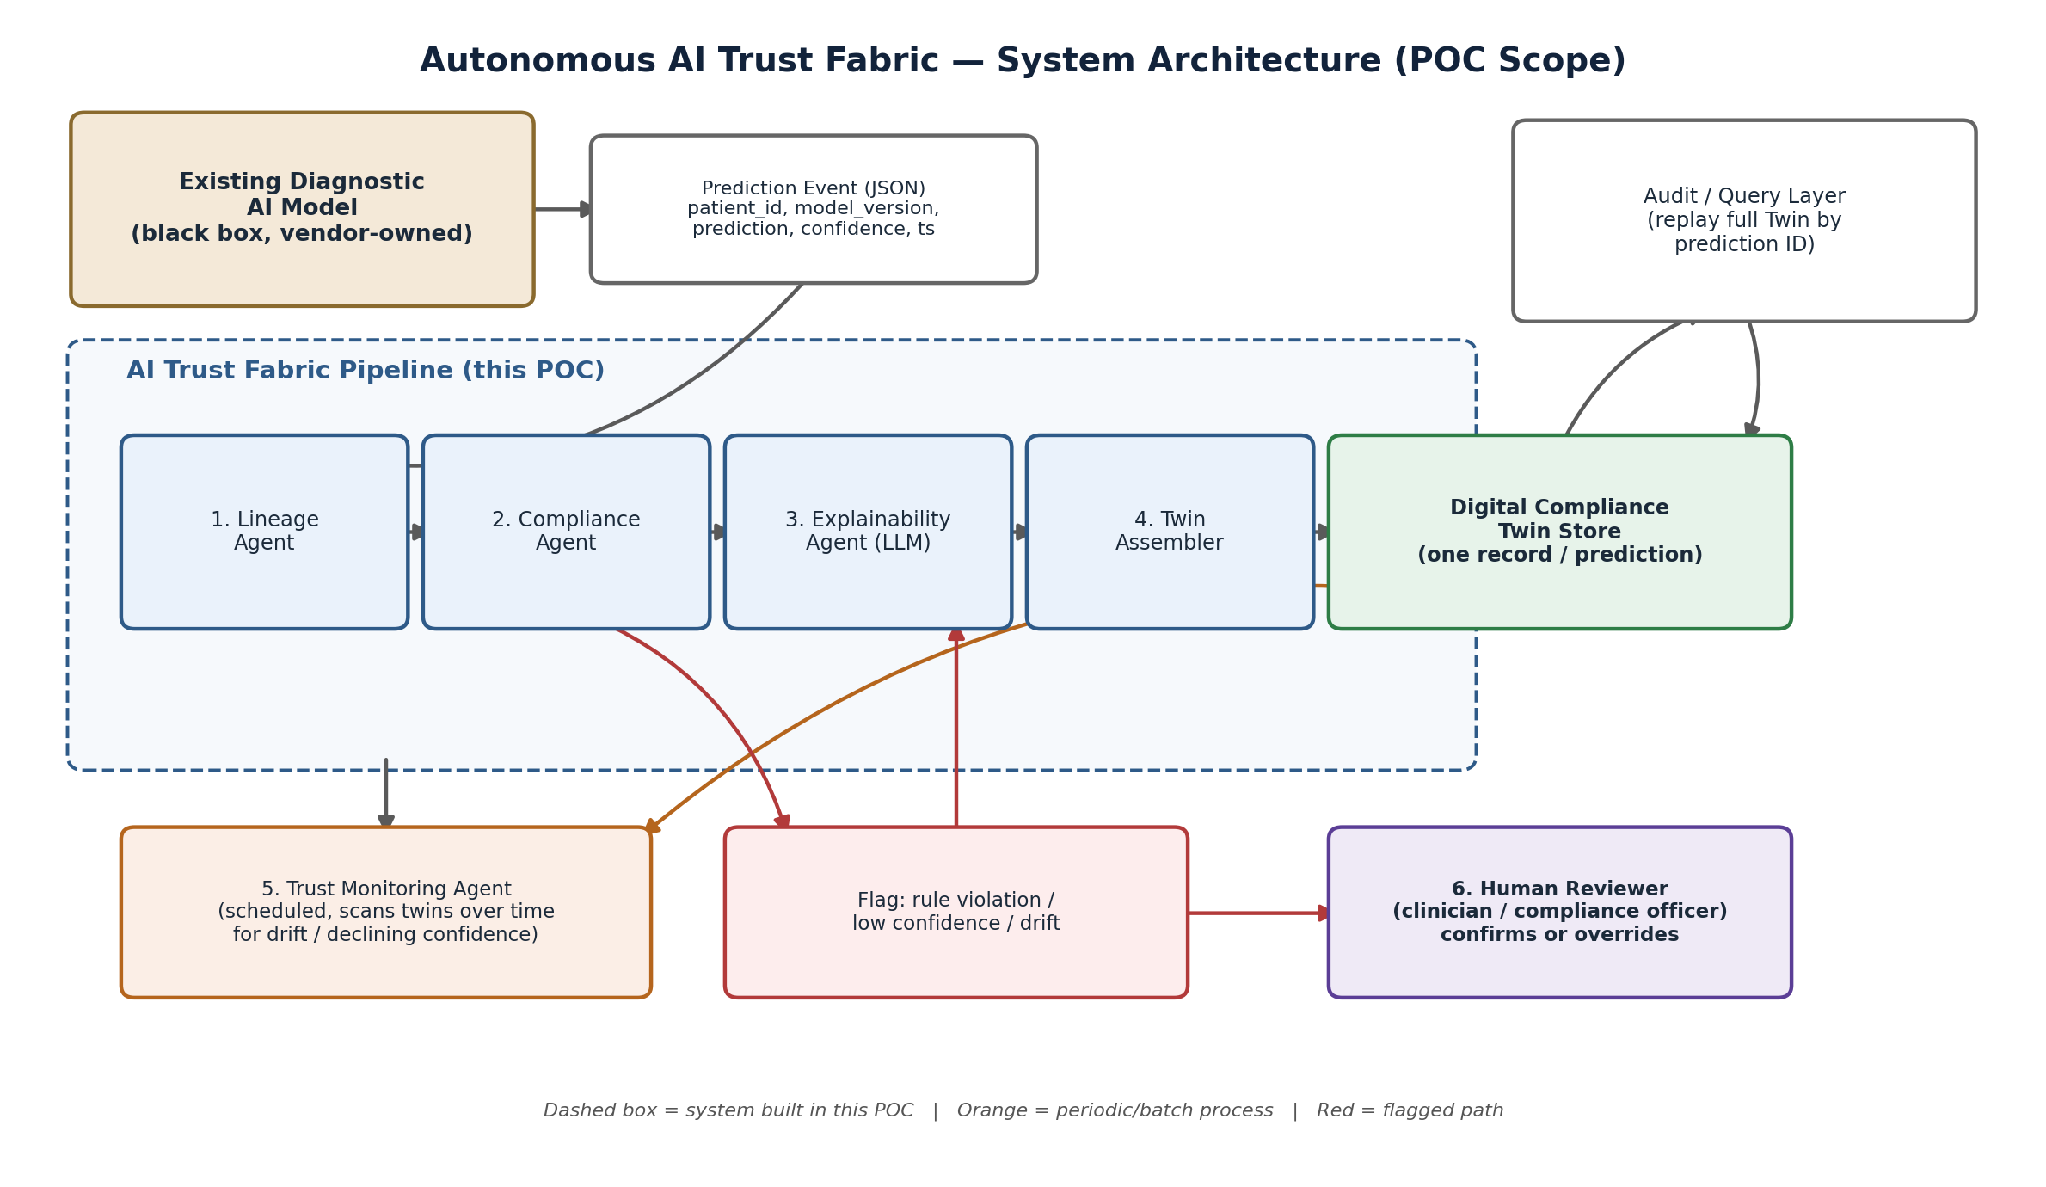 Autonomous AI Trust Fabric — System Architecture (POC Scope)
Existing Diagnostic
AI Model
(black box, vendor-owned)
Prediction Event (JSON)
patient_id, model_version,
prediction, confidence, ts
Audit / Query Layer
(replay full Twin by
prediction ID)
AI Trust Fabric Pipeline (this POC)
1. Lineage
Agent
2. Compliance
Agent
3. Explainability
Agent (LLM)
4. Twin
Assembler
Digital Compliance
Twin Store
(one record / prediction)
5. Trust Monitoring Agent
(scheduled, scans twins over time
for drift / declining confidence)
Flag: rule violation /
low confidence / drift
6. Human Reviewer
(clinician / compliance officer)
confirms or overrides
Dashed box = system built in this POC | Orange = periodic/batch process | Red = flagged path